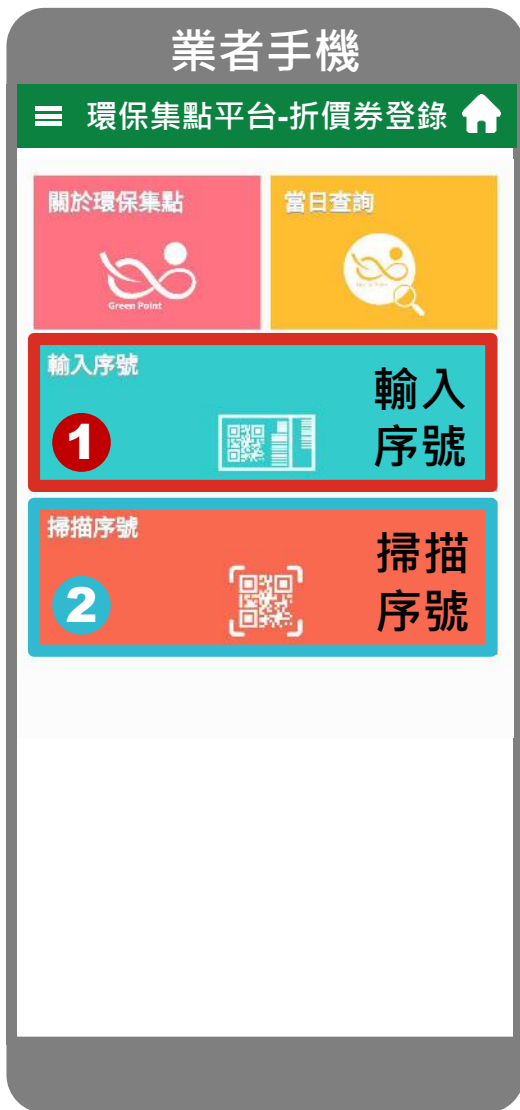 業者手機
環保集點平台-折價券登錄
關於環保集點
當日查詢
Green Point
輸入序號
輸入
序號
1
掃描序號
掃描
序號
2